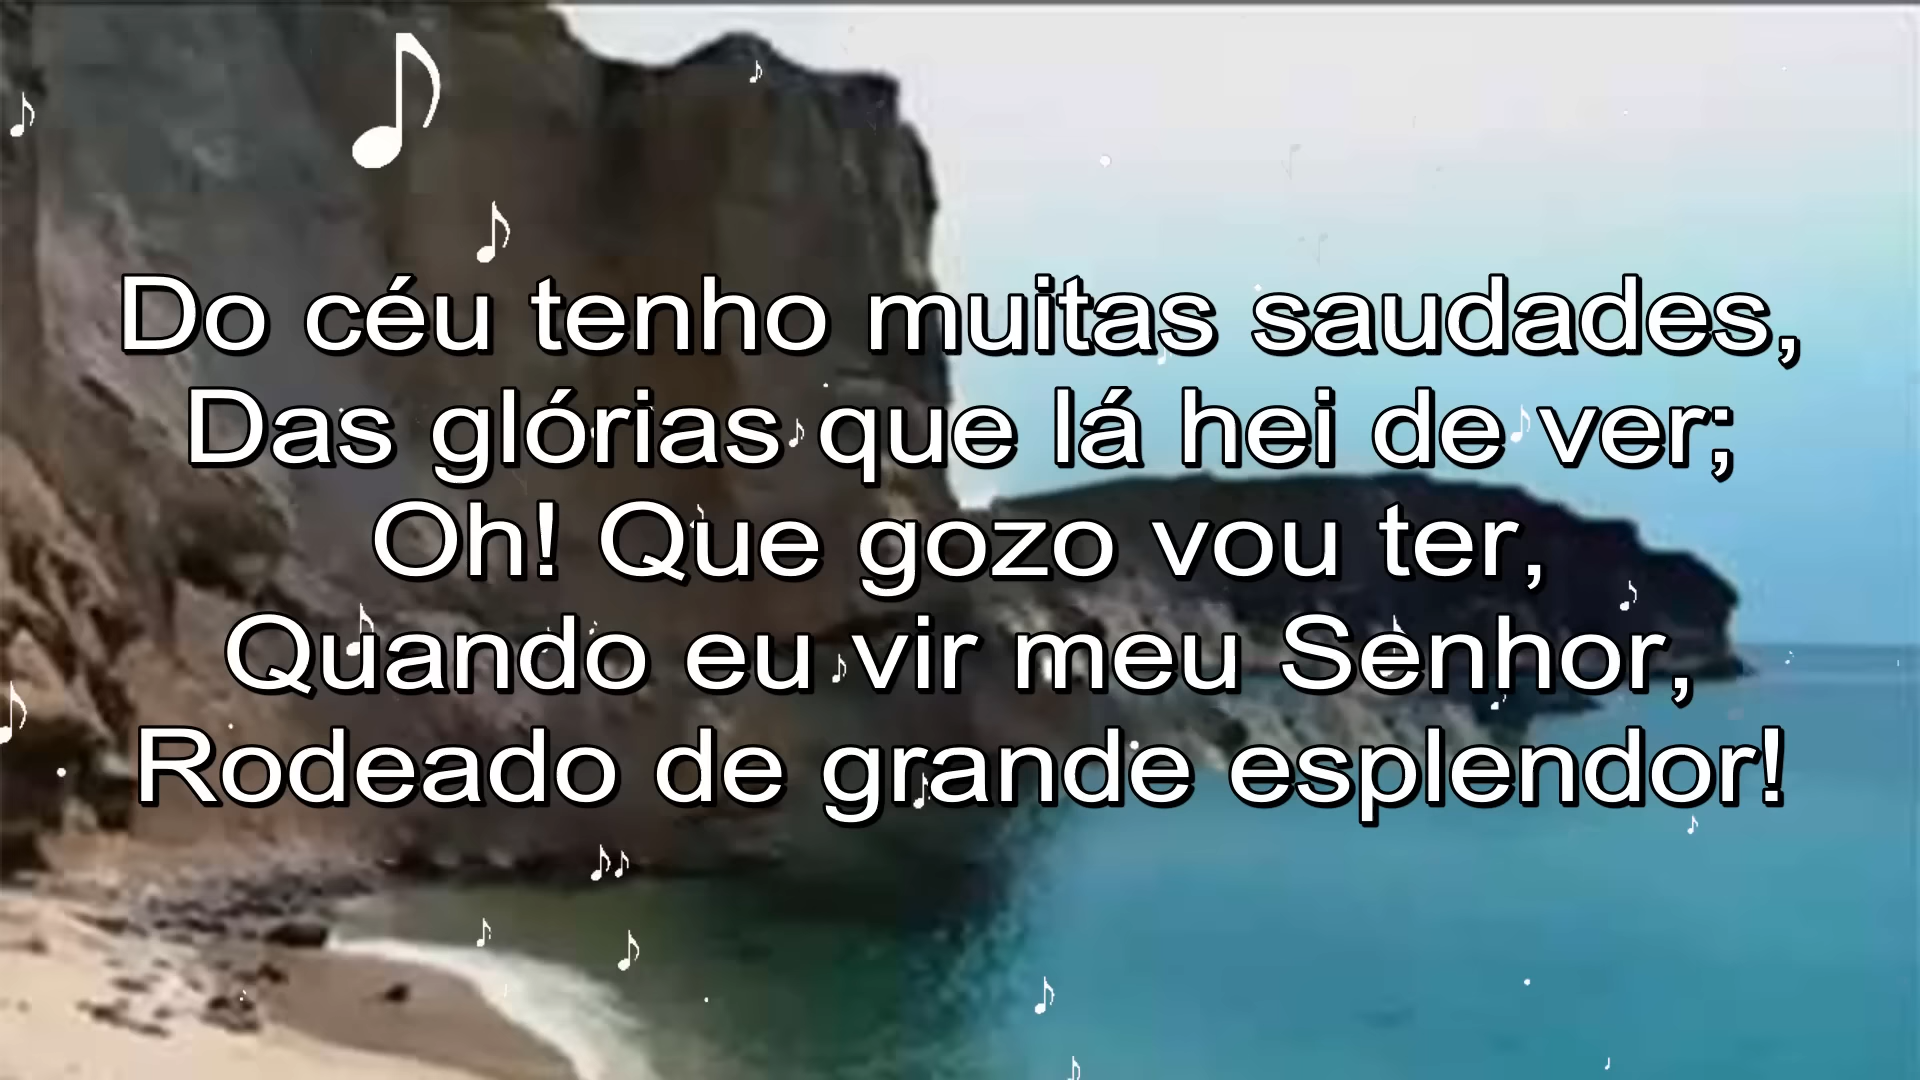 Do céu tenho muitas saudades,
Das glórias que lá hei de ver;
Oh! Que gozo vou ter,
Quando eu vir meu Senhor,
Rodeado de grande esplendor!